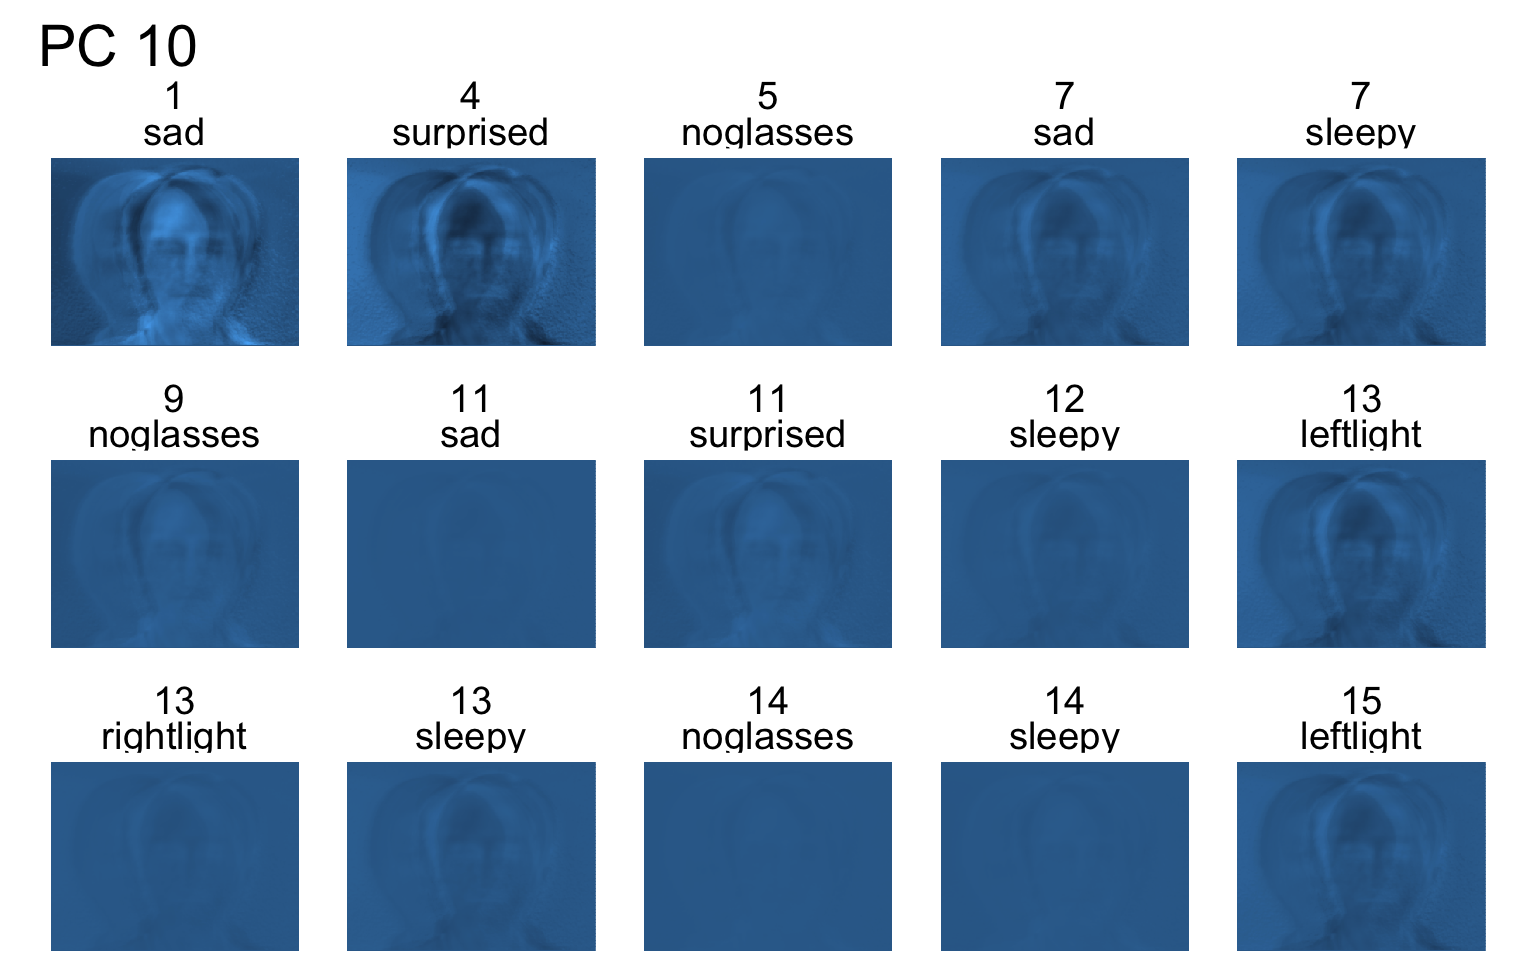 PC 10
1
sad
4
surprised
5
noglasses
7
sad
7
sleepy
9
noglasses
11
sad
11
surprised
12
sleepy
13
leftlight
13
rightlight
13
sleepy
14
noglasses
14
sleepy
15
leftlight